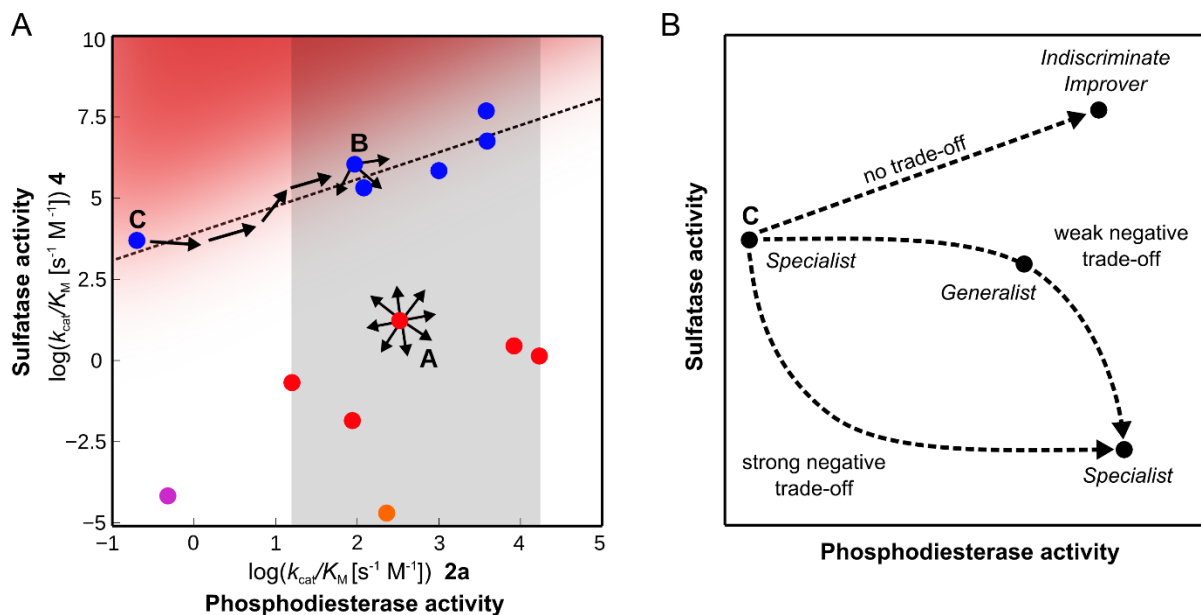 A
10
7.5
5
2.5
0
−2.5
−5
Sulfatase activity
log(kcat/KM [s-1 M-1]) 4
C
B
A
−1 0 1 2 3 4 5
log(kcat/KM [s-1 M-1]) 2a
Phosphodiesterase activity
B
Indiscriminate
Improver
no trade-off
C
Specialist
weak negative
trade-off
Generalist
strong negative
trade-off
Specialist
Sulfatase activity
Phosphodiesterase activity